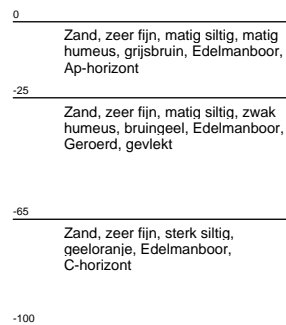 0
Zand, zeer fijn, matig siltig, matig
humeus, grijsbruin, Edelmanboor,
Ap-horizont
-25
Zand, zeer fijn, matig siltig, zwak
humeus, bruingeel, Edelmanboor,
Geroerd, gevlekt
-65
Zand, zeer fijn, sterk siltig,
geeloranje, Edelmanboor,
C-horizont
-100